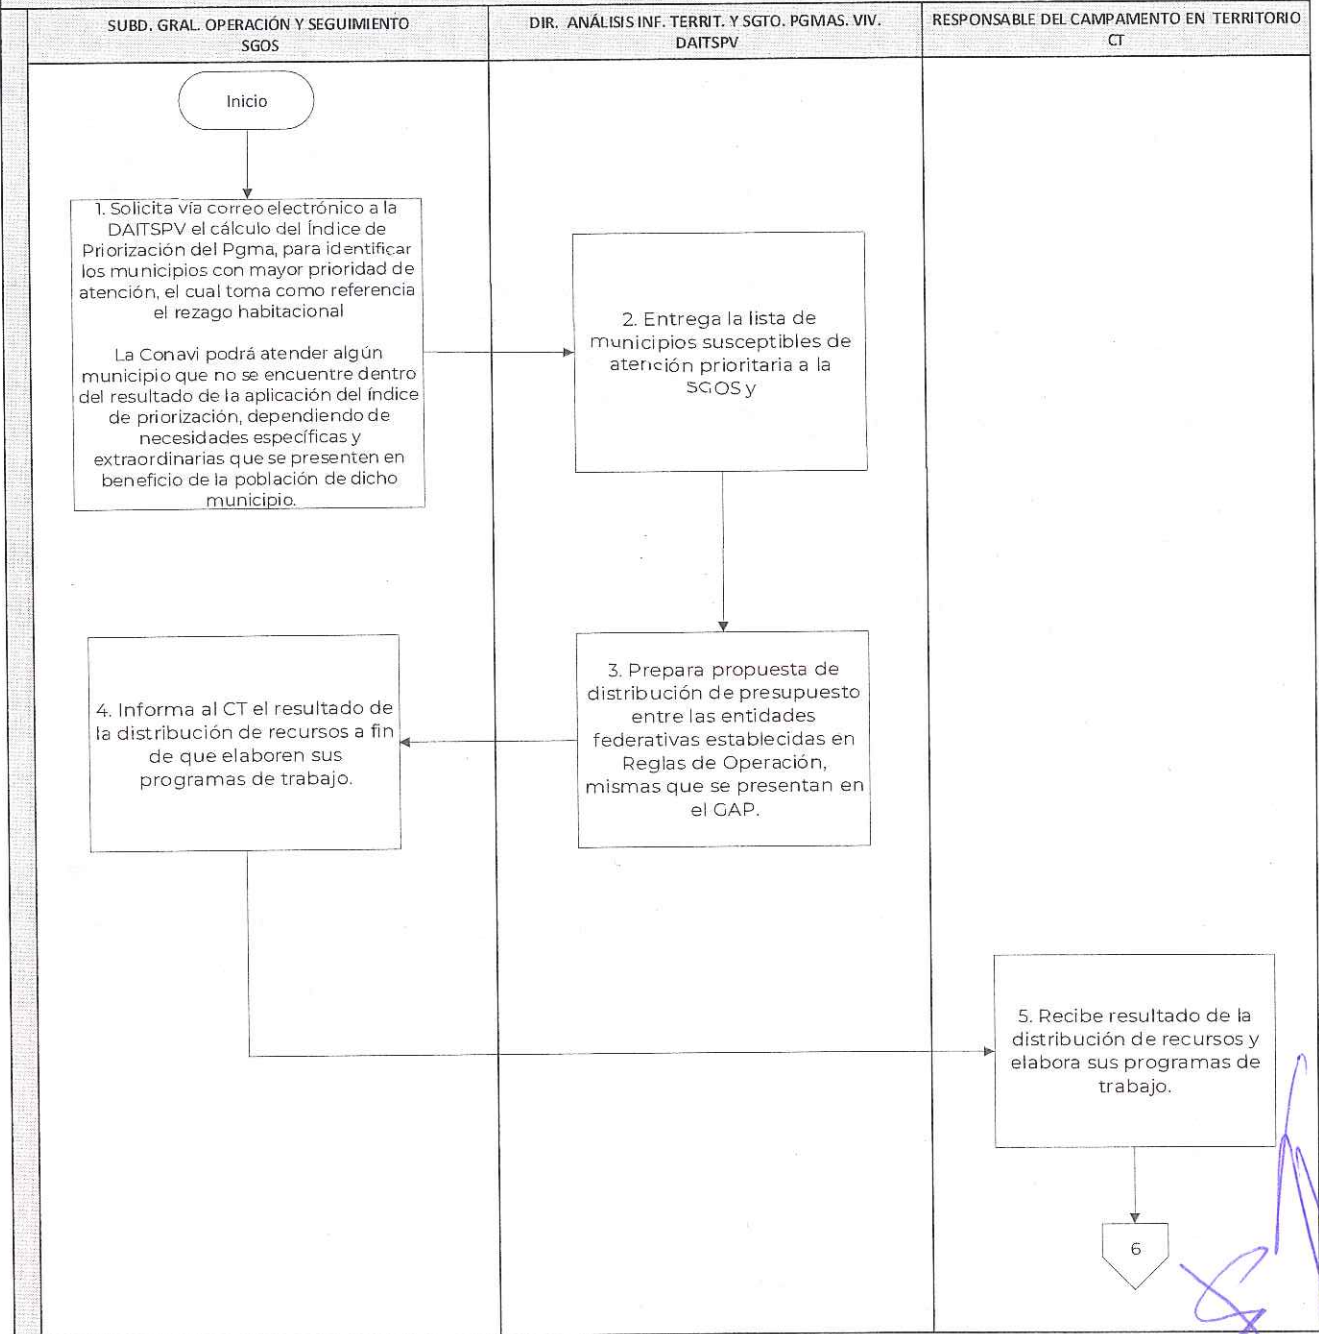 SUBD. GRAL. OPERACIÓN Y SEGUIMIENTO
SGOS
DIR. ANÁLISIS INF. TERRIT. Y SGTO. PGMAS. VIV.
DAITSPV
RESPONSABLE DEL CAMPAMENTO EN TERRITORIO
CT
Inicio
1. Solicita vía correo electrónico a la
DAITSPV el cálculo del Índice de
Priorización del Pgma, para identificar
los municipios con mayor prioridad de
atención, el cual toma como referencia
el rezago habitacional
La Conavi podrá atender algún
municipio que no se encuentre dentro
del resultado de la aplicación del índice
de priorización, dependiendo de
necesidades específicas y
extraordinarias que se presenten en
beneficio de la población de dicho
municipio.
2. Entrega la lista de
municipios susceptibles de
atención prioritaria a la
SGOS y
3. Prepara propuesta de
distribución de presupuesto
entre las entidades
federativas establecidas en
Reglas de Operación,
mismas que se presentan en
el GAP.
4. Informa al CT el resultado de
la distribución de recursos a fin
de que elaboren sus
programas de trabajo.
5. Recibe resultado de la
distribución de recursos y
elabora sus programas de
trabajo.
6